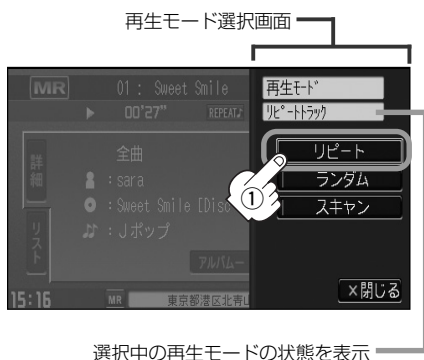 再生モード選択画面
MR 01 : Sweet Smile
▶ 00'27" REPEAT♪
全曲
: sara
: Sweet Smile [Disc
: Jポップ
アルバム
詳細
リスト
15:16 MR 東京都港区北青山
再生ﾓｰﾄﾞ
ﾘﾋﾟｰﾄﾄﾗｯｸ
リピート
①
ランダム
スキャン
×閉じる
選択中の再生モードの状態を表示